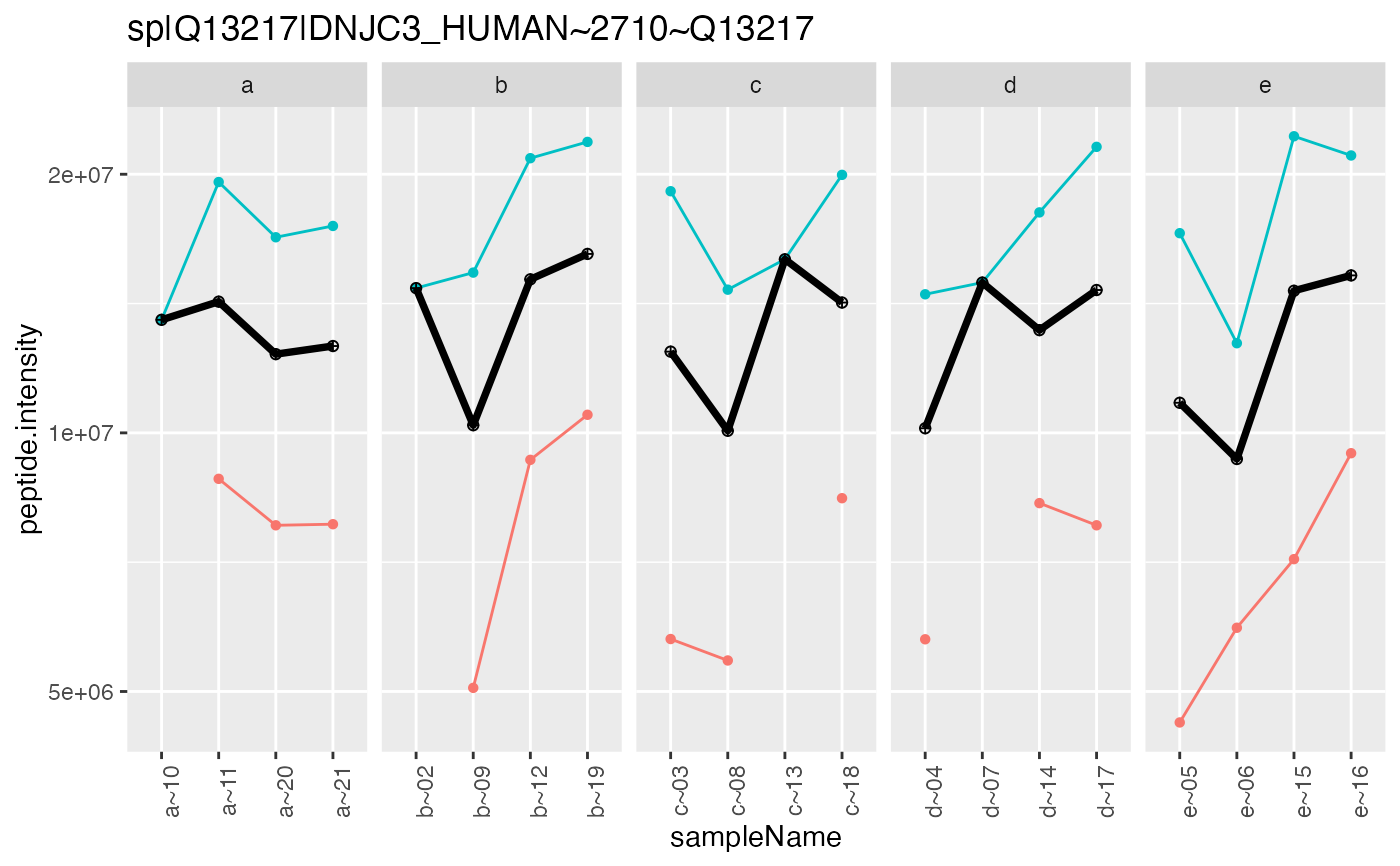 sp|Q13217|DNJC3_HUMAN~2710~Q13217
a b c d e
peptide.intensity
2e+07
1e+07
5e+06
a~10 a~11 a~20 a~21 b~02 b~09 b~12 b~19 c~03 c~08 c~13 c~18 d~04 d~07 d~14 d~17 e~05 e~06 e~15 e~16
sampleName